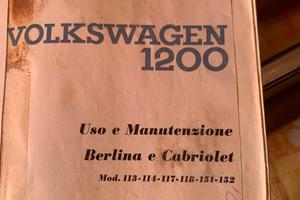 VOLKSWAGEN
1200
Uso e Manutenzione
Berlina e Cabriolet
Mod. 113-114-117-118-151-152